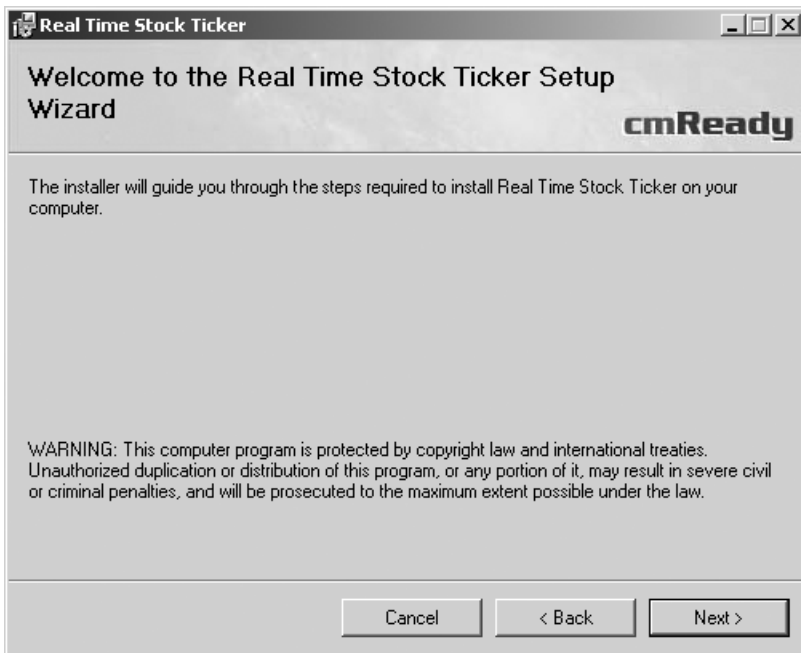 Real Time Stock Ticker
Welcome to the Real Time Stock Ticker Setup
Wizard
cmReady
The installer will guide you through the steps required to install Real Time Stock Ticker on your
computer.
WARNING: This computer program is protected by copyright law and international treaties.
Unauthorized duplication or distribution of this program, or any portion of it, may result in severe civil
or criminal penalties, and will be prosecuted to the maximum extent possible under the law.
Cancel < Back Next >